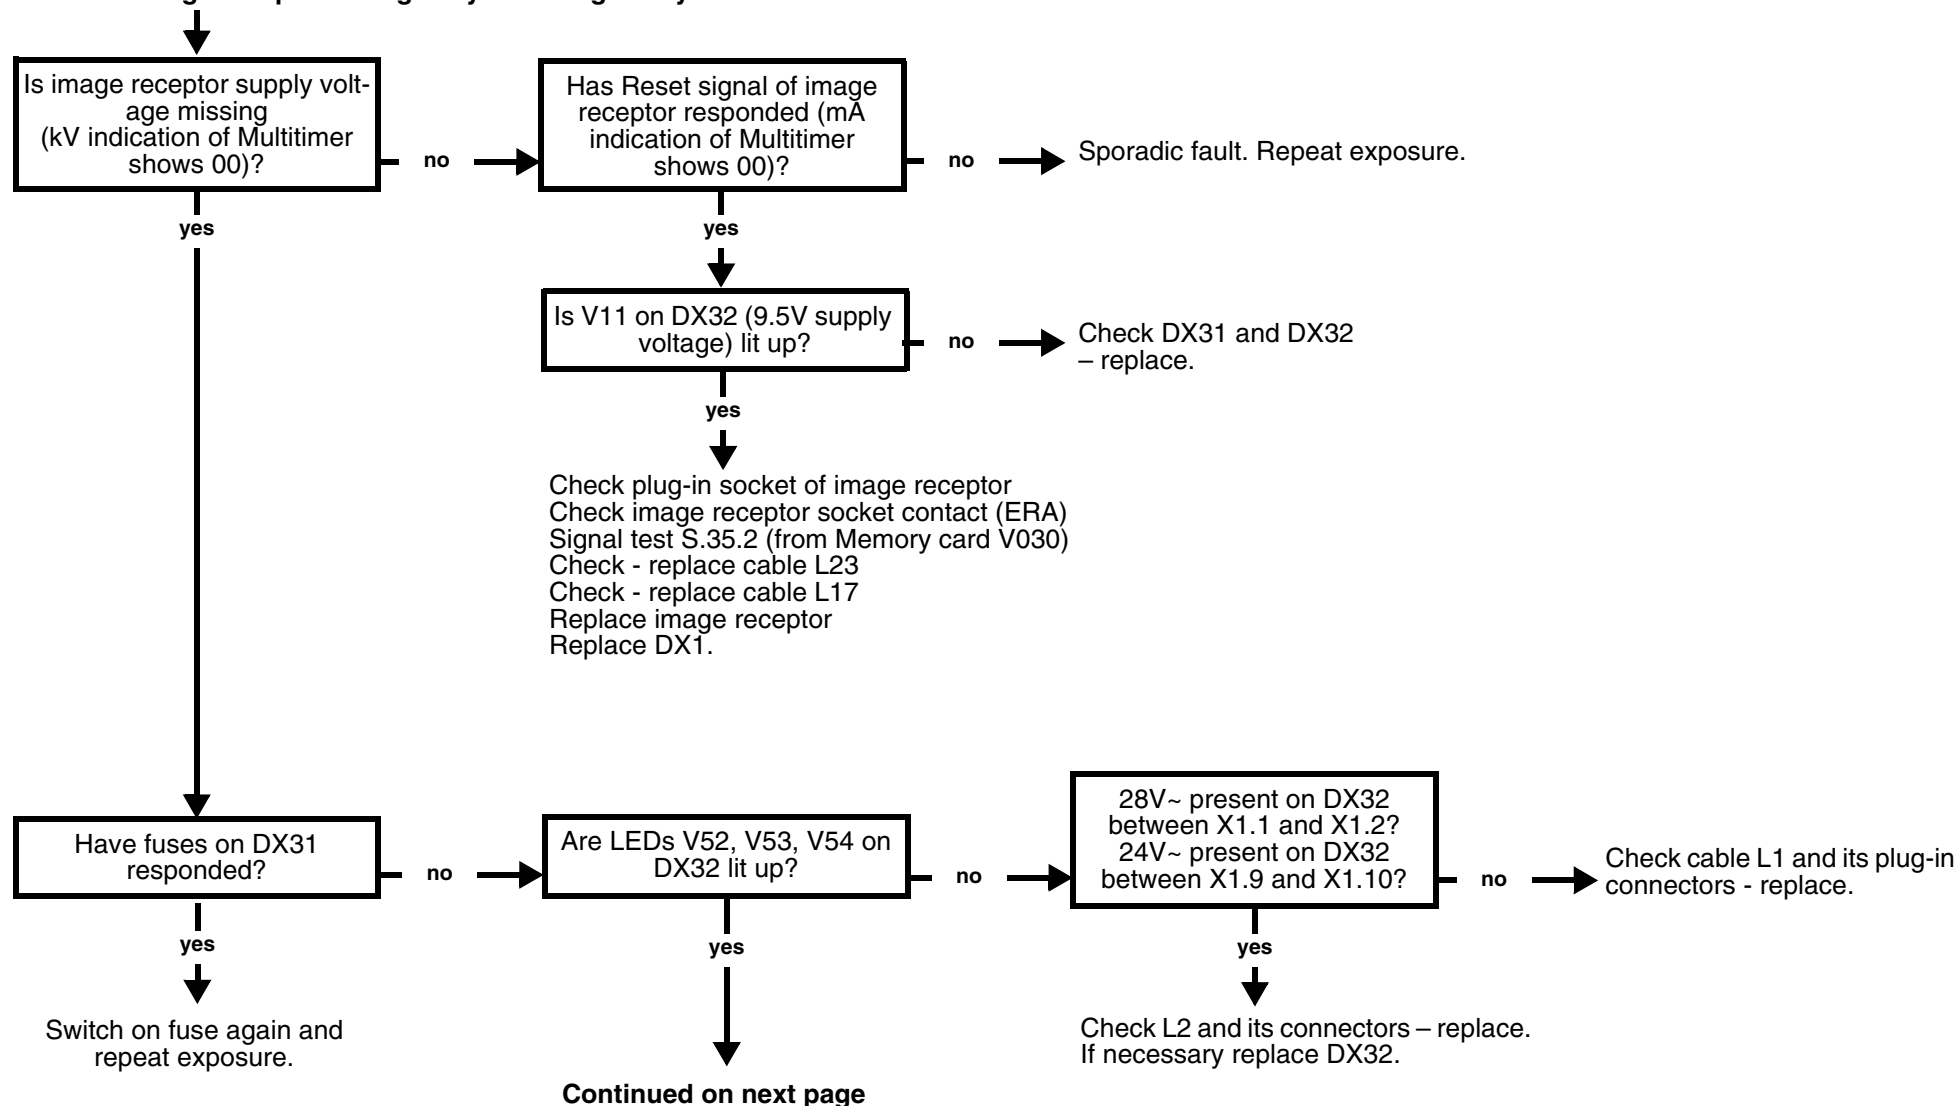 Is image receptor supply volt-
age missing
(kV indication of Multitimer
shows 00)?
no
Has Reset signal of image
receptor responded (mA
indication of Multitimer
shows 00)?
no
Sporadic fault. Repeat exposure.
yes
yes
Is V11 on DX32 (9.5V supply
voltage) lit up?
no
Check DX31 and DX32
– replace.
yes
Check plug-in socket of image receptor
Check image receptor socket contact (ERA)
Signal test S.35.2 (from Memory card V030)
Check - replace cable L23
Check - replace cable L17
Replace image receptor
Replace DX1.
Have fuses on DX31
responded?
no
Are LEDs V52, V53, V54 on
DX32 lit up?
no
28V~ present on DX32
between X1.1 and X1.2?
24V~ present on DX32
between X1.9 and X1.10?
no
Check cable L1 and its plug-in
connectors - replace.
yes
yes
yes
Switch on fuse again and
repeat exposure.
Check L2 and its connectors – replace.
If necessary replace DX32.
Continued on next page